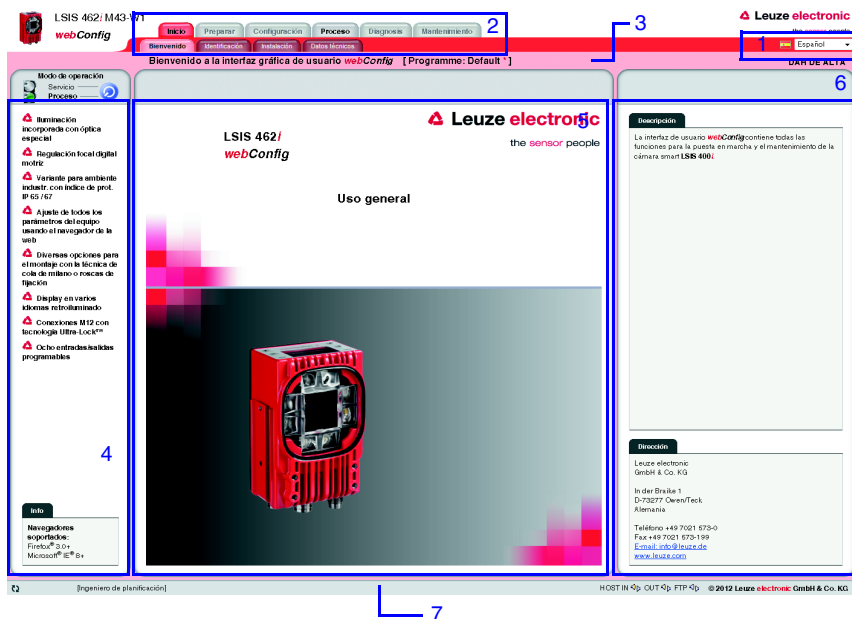 LSIS 462i M43-W1
webConfig
Inicio Preparar Configuración Proceso Diagnosis Mantenimiento
Bienvenido Identificación Instalación Datos técnicos
2
3
Leuze electronic
the sensor people
1
Español
Bienvenido a la interfaz gráfica de usuario webConfig [ Programme: Default * ]
DAR DE ALTA
Modo de operación
Servicio
Proceso
6
Iluminación
incorporada con óptica
especial
Regulación focal digital
motriz
Variante para ambiente
industr. con índice de prot.
IP 65 / 67
Ajuste de todos los
parámetros del equipo
usando el navegador de la
web
Diversas opciones para
el montaje con la técnica de
cola de milano o roscas de
fijación
Display en varios
idiomas retroiluminado
Conexiones M12 con
tecnología Ultra-Lock™
Ocho entradas/salidas
programables
4
Info
Navegadores
soportados:
Firefox® 3.0+
Microsoft® IE® 8+
LSIS 462i
webConfig
Leuze electronic
5
the sensor people
Uso general
Descripción
La interfaz de usuario webConfig contiene todas las
funciones para la puesta en marcha y el mantenimiento de la
cámara smart LSIS 400i.
Dirección
Leuze electronic
GmbH & Co. KG
In der Braike 1
D-73277 Owen/Teck
Alemania
Teléfono +49 7021 573-0
Fax +49 7021 573-199
E-mail: info@leuze.de
www.leuze.com
[Ingeniero de planificación]
HOST IN OUT FTP © 2012 Leuze electronic GmbH & Co. KG
7